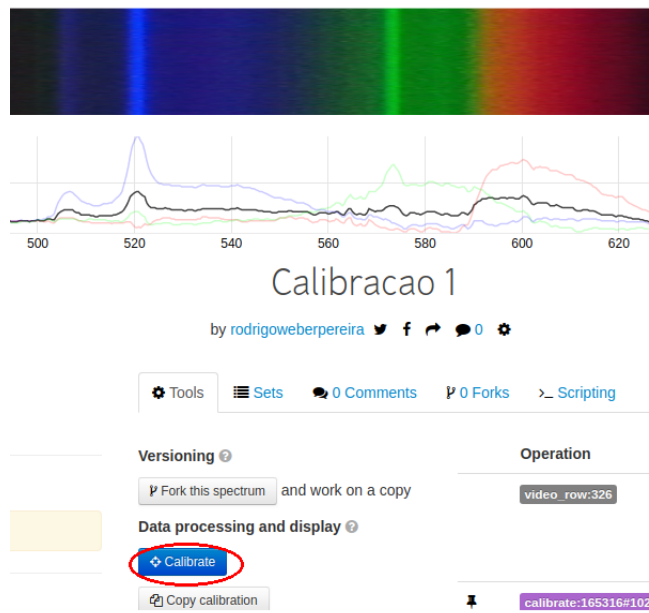 500 520 540 560 580 600 620
Calibracao 1
by rodrigoweberpereira 0
Tools Sets 0 Comments 0 Forks >_ Scripting
Versioning
Operation
Fork this spectrum and work on a copy
video_row:326
Data processing and display
Calibrate
Copy calibration
calibrate:165316#102